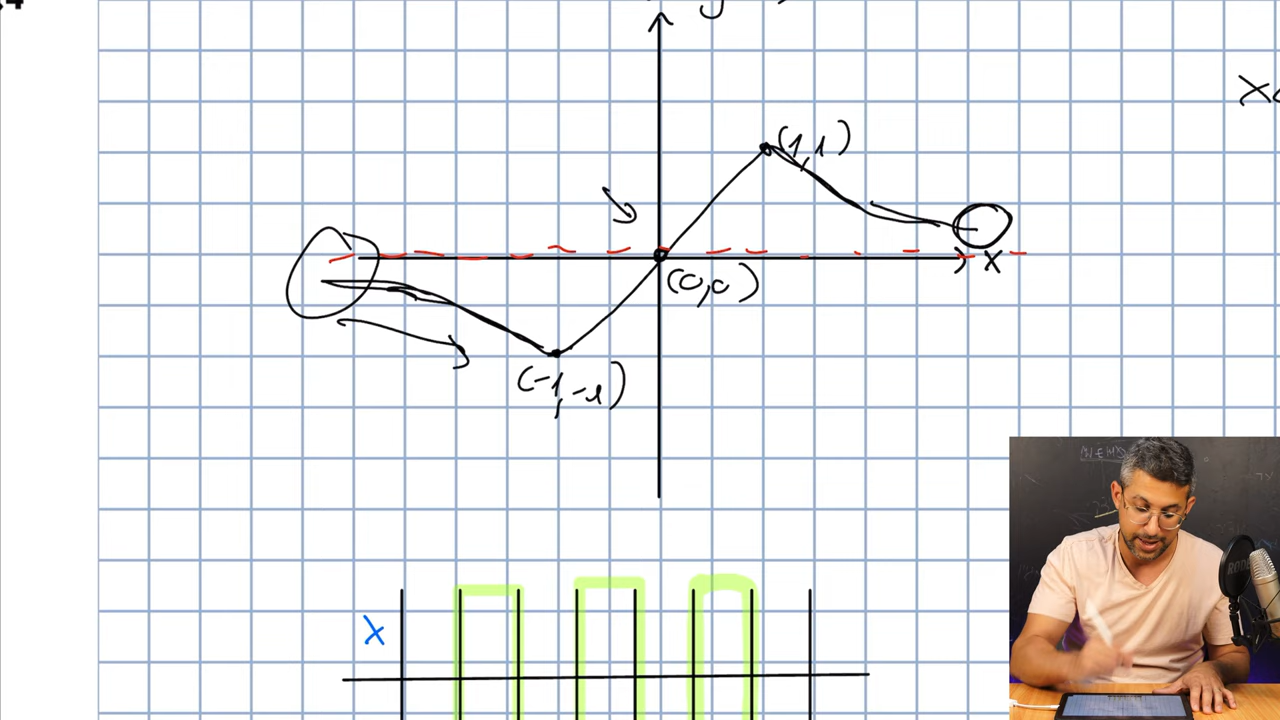 (1,1)
(0,0)
x
(-1,-1)
x